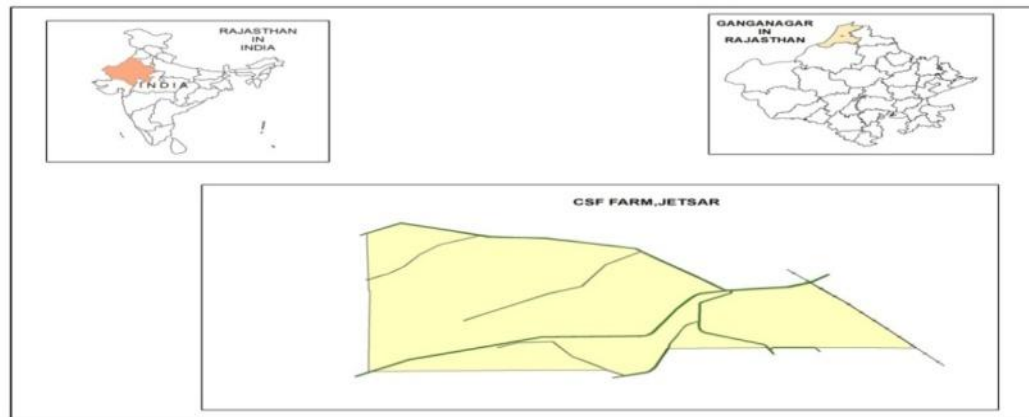 RAJASTHAN
IN
INDIA
INDIA
GANGANAGAR
IN
RAJASTHAN
CSF FARM,JETSAR